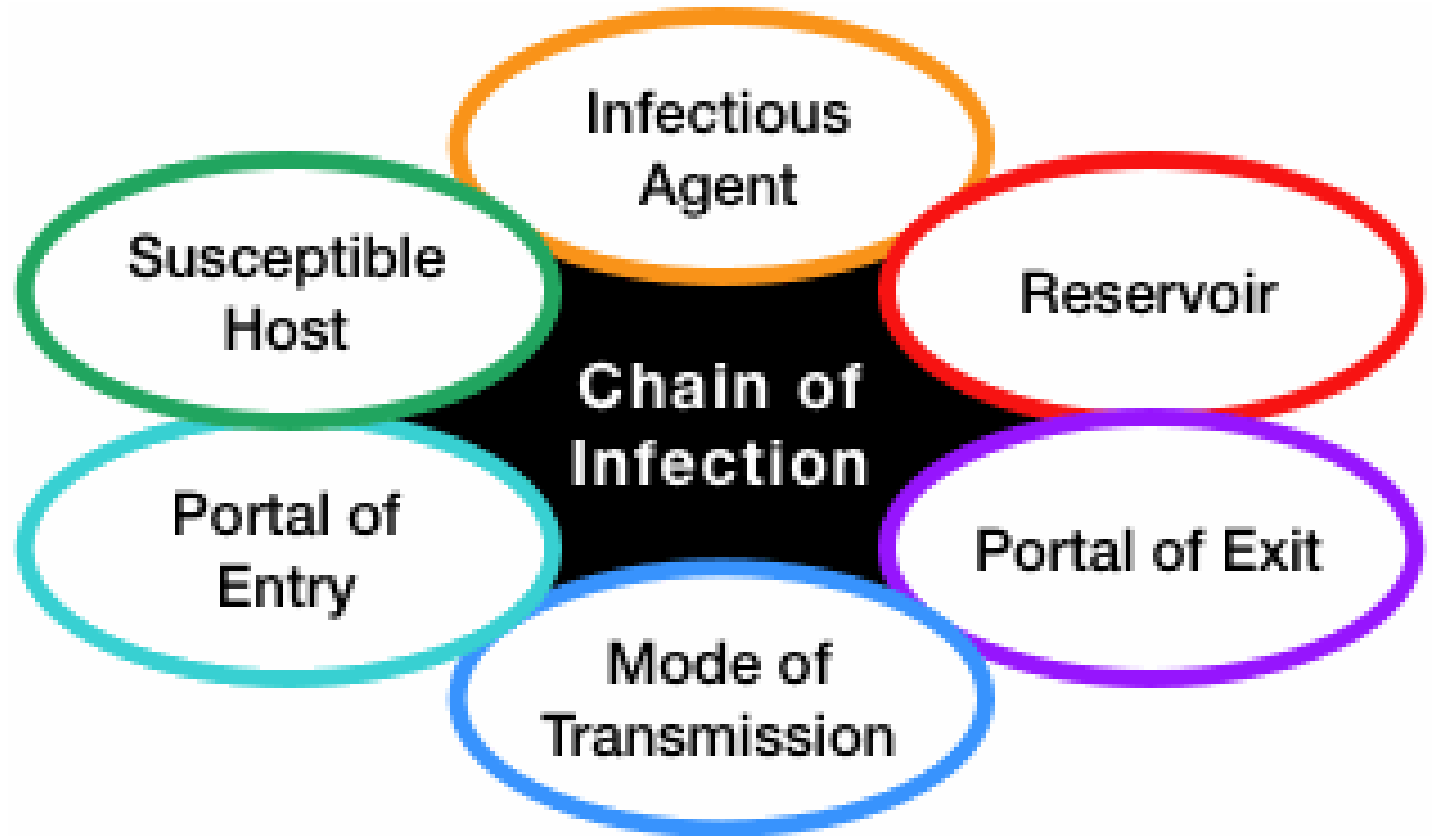 Infectious
Agent
Susceptible
Host
Reservoir
Chain of
Infection
Portal of
Entry
Portal of Exit
Mode of
Transmission